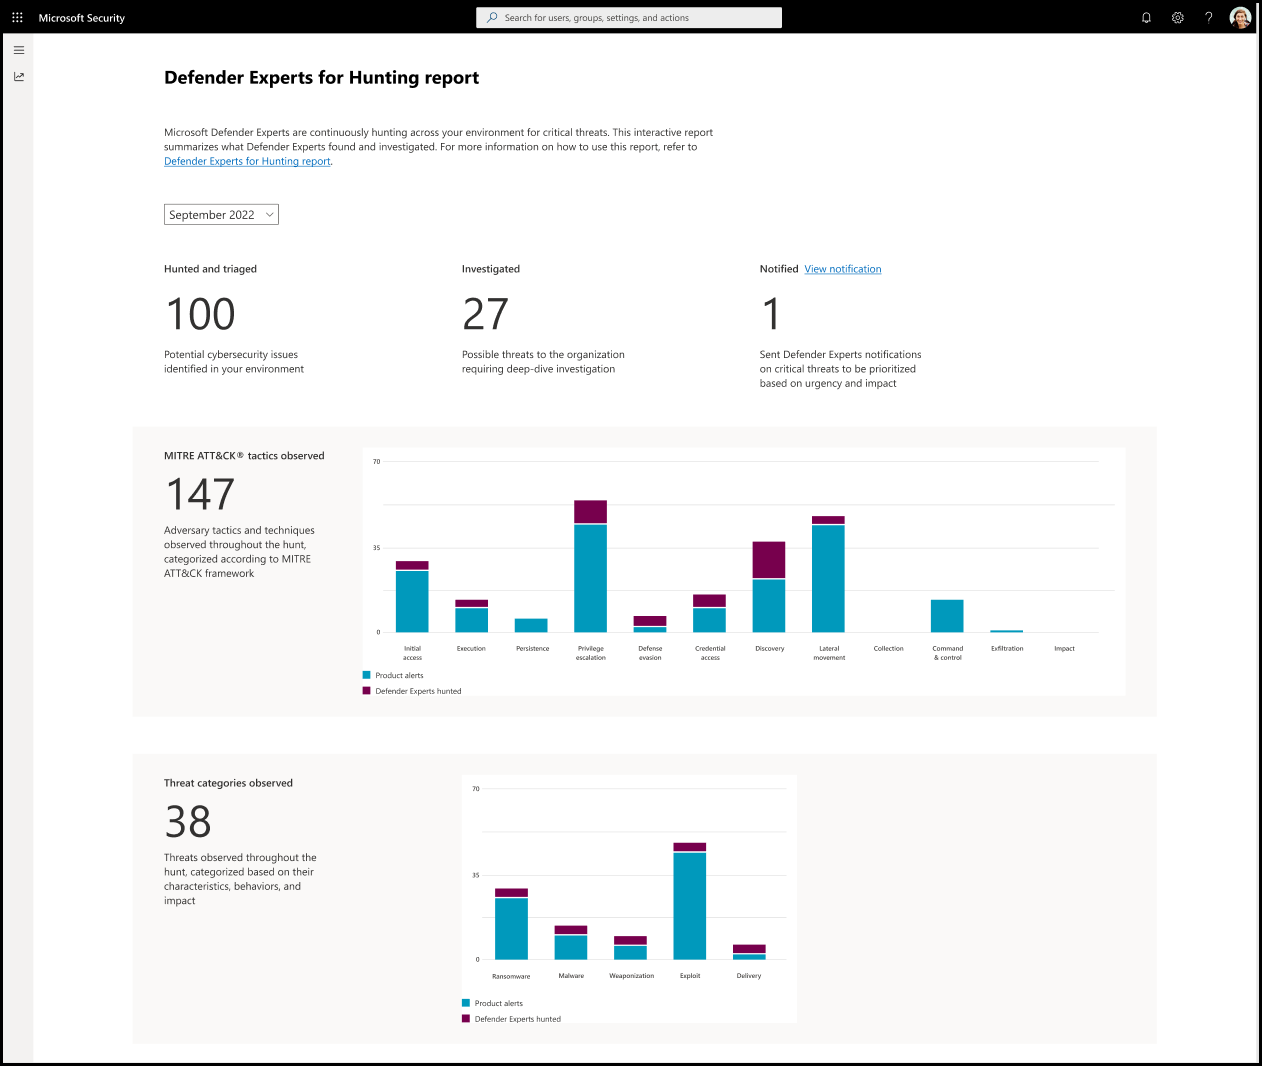 Microsoft Security
Search for users, groups, settings, and actions
Defender Experts for Hunting report
Microsoft Defender Experts are continuously hunting across your environment for critical threats. This interactive report
summarizes what Defender Experts found and investigated. For more information on how to use this report, refer to
Defender Experts for Hunting report.
September 2022
Hunted and triaged
100
Potential cybersecurity issues
identified in your environment
Investigated
27
Possible threats to the organization
requiring deep-dive investigation
Notified View notification
1
Sent Defender Experts notifications
on critical threats to be prioritized
based on urgency and impact
MITRE ATT&CK® tactics observed
147
Adversary tactics and techniques
observed throughout the hunt,
categorized according to MITRE
ATT&CK framework
70
35
0
Initial
access
Execution
Persistence
Privilege
escalation
Defense
evasion
Credential
access
Discovery
Lateral
movement
Collection
Command
& control
Exfiltration
Impact
Product alerts
Defender Experts hunted
Threat categories observed
38
Threats observed throughout the
hunt, categorized based on their
characteristics, behaviors, and
impact
70
35
0
Ransomware
Malware
Weaponization
Exploit
Delivery
Product alerts
Defender Experts hunted